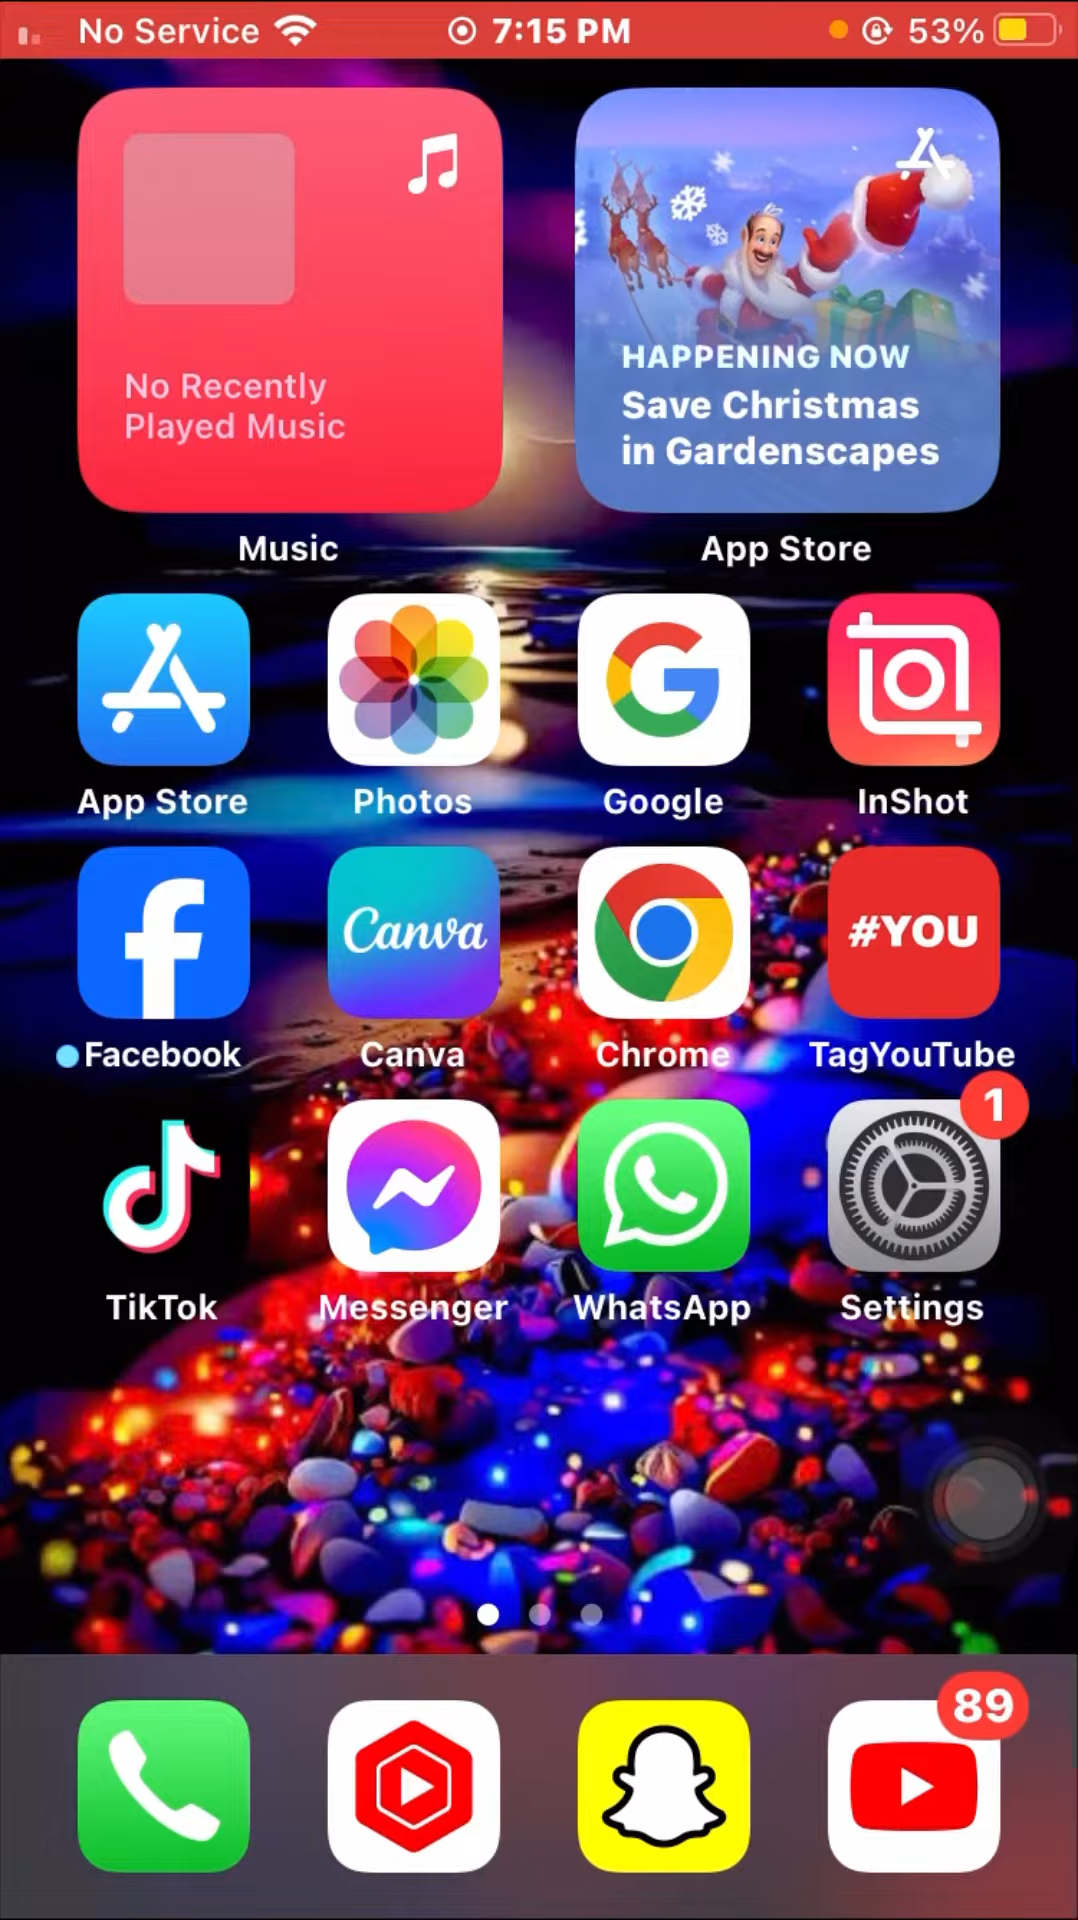 No Service 7:15 PM 53%
No Recently
Played Music
HAPPENING NOW
Save Christmas
in Gardenscapes
Music App Store
App Store Photos Google InShot
Canva #YOU
Facebook Canva Chrome TagYouTube
1
TikTok Messenger WhatsApp Settings
89